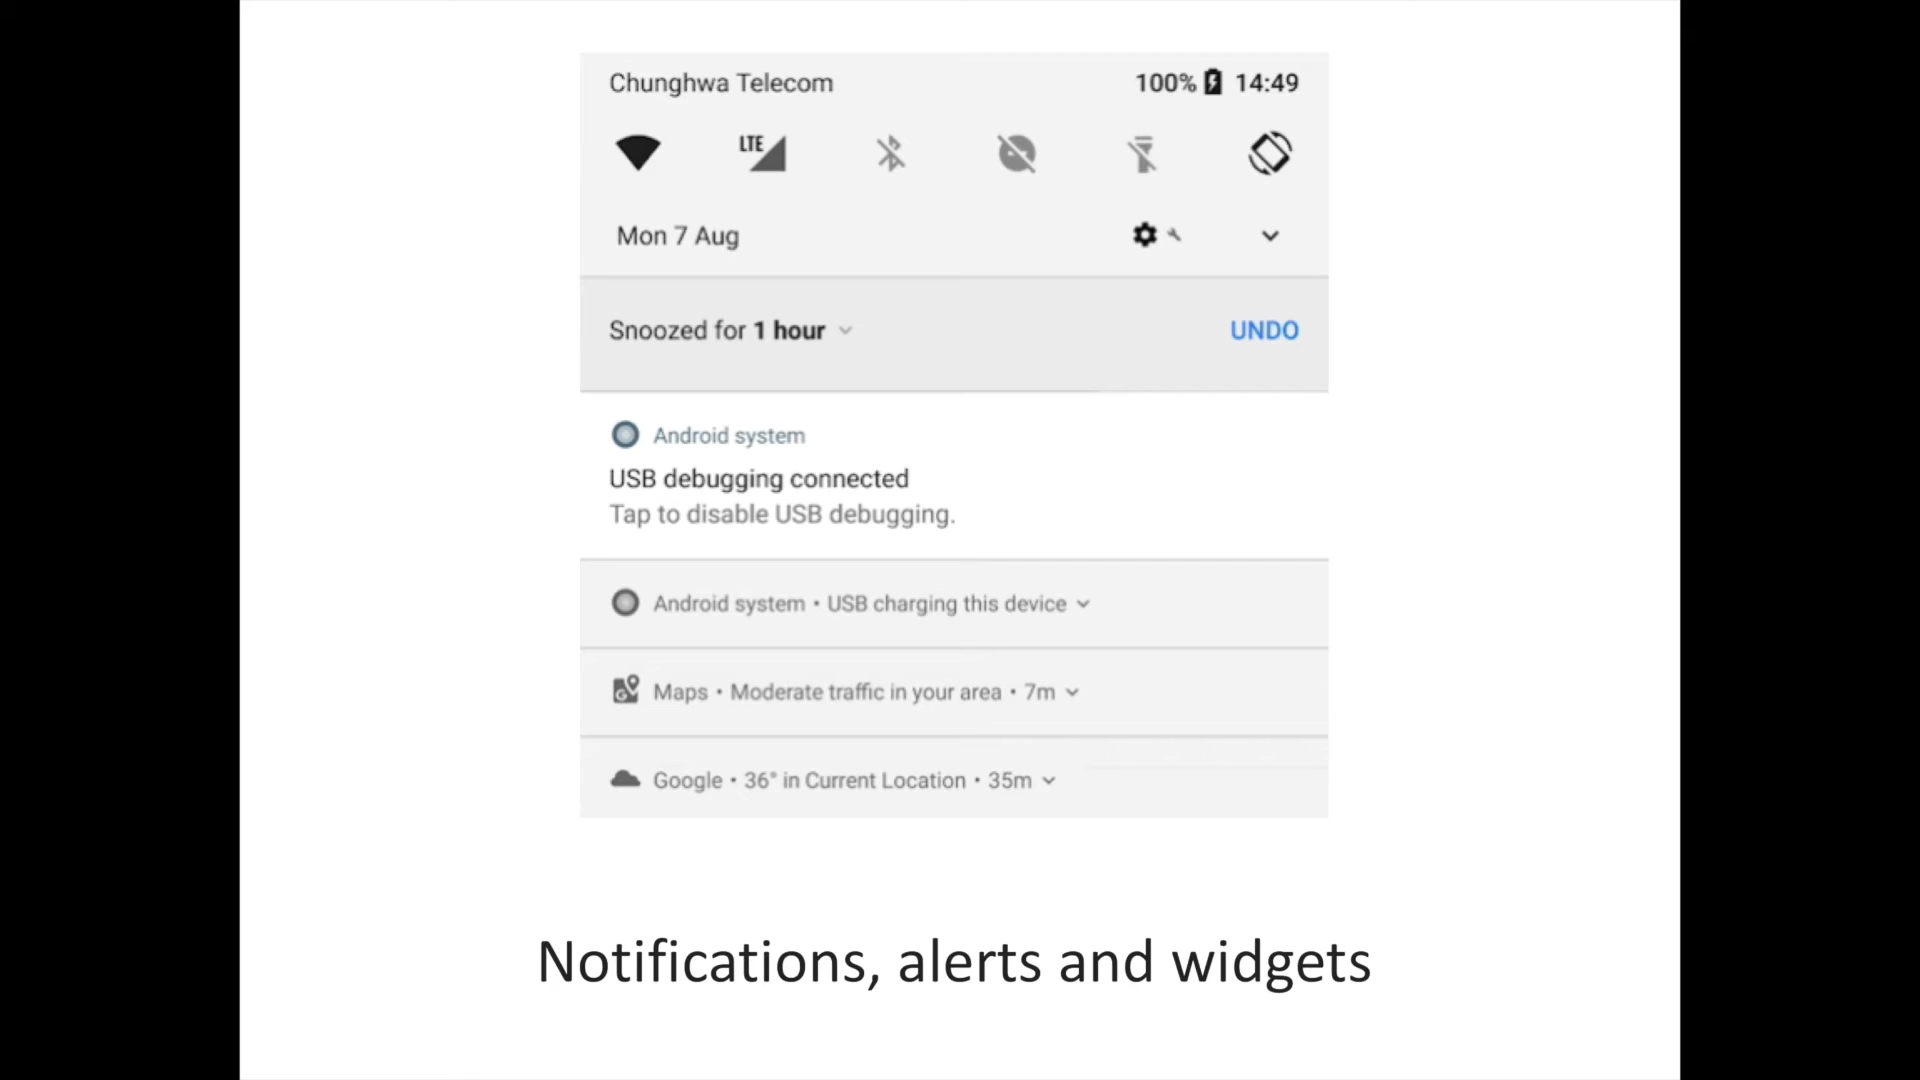 Chunghwa Telecom 100% 14:49
LTE
Mon 7 Aug
Snoozed for 1 hour UNDO
Android system
USB debugging connected
Tap to disable USB debugging.
Android system • USB charging this device
Maps • Moderate traffic in your area • 7m
Google • 36° in Current Location • 35m
Notifications, alerts and widgets